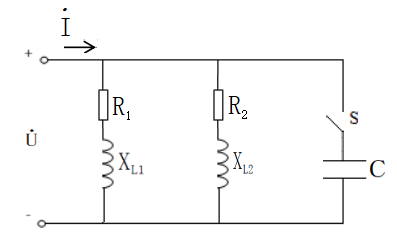 İ
+
R₁
R₂
S
U̇
X_L1
X_L2
C
-